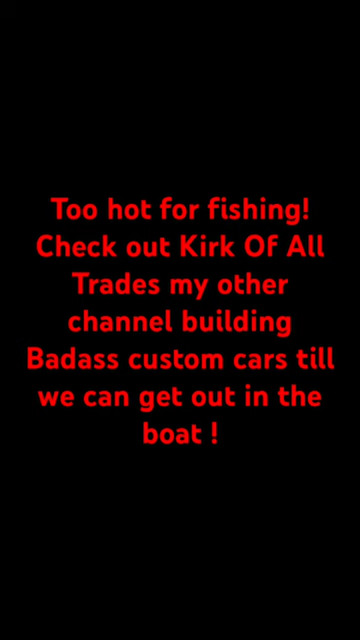 Too hot for fishing!
Check out Kirk Of All
Trades my other
channel building
Badass custom cars till
we can get out in the
boat !